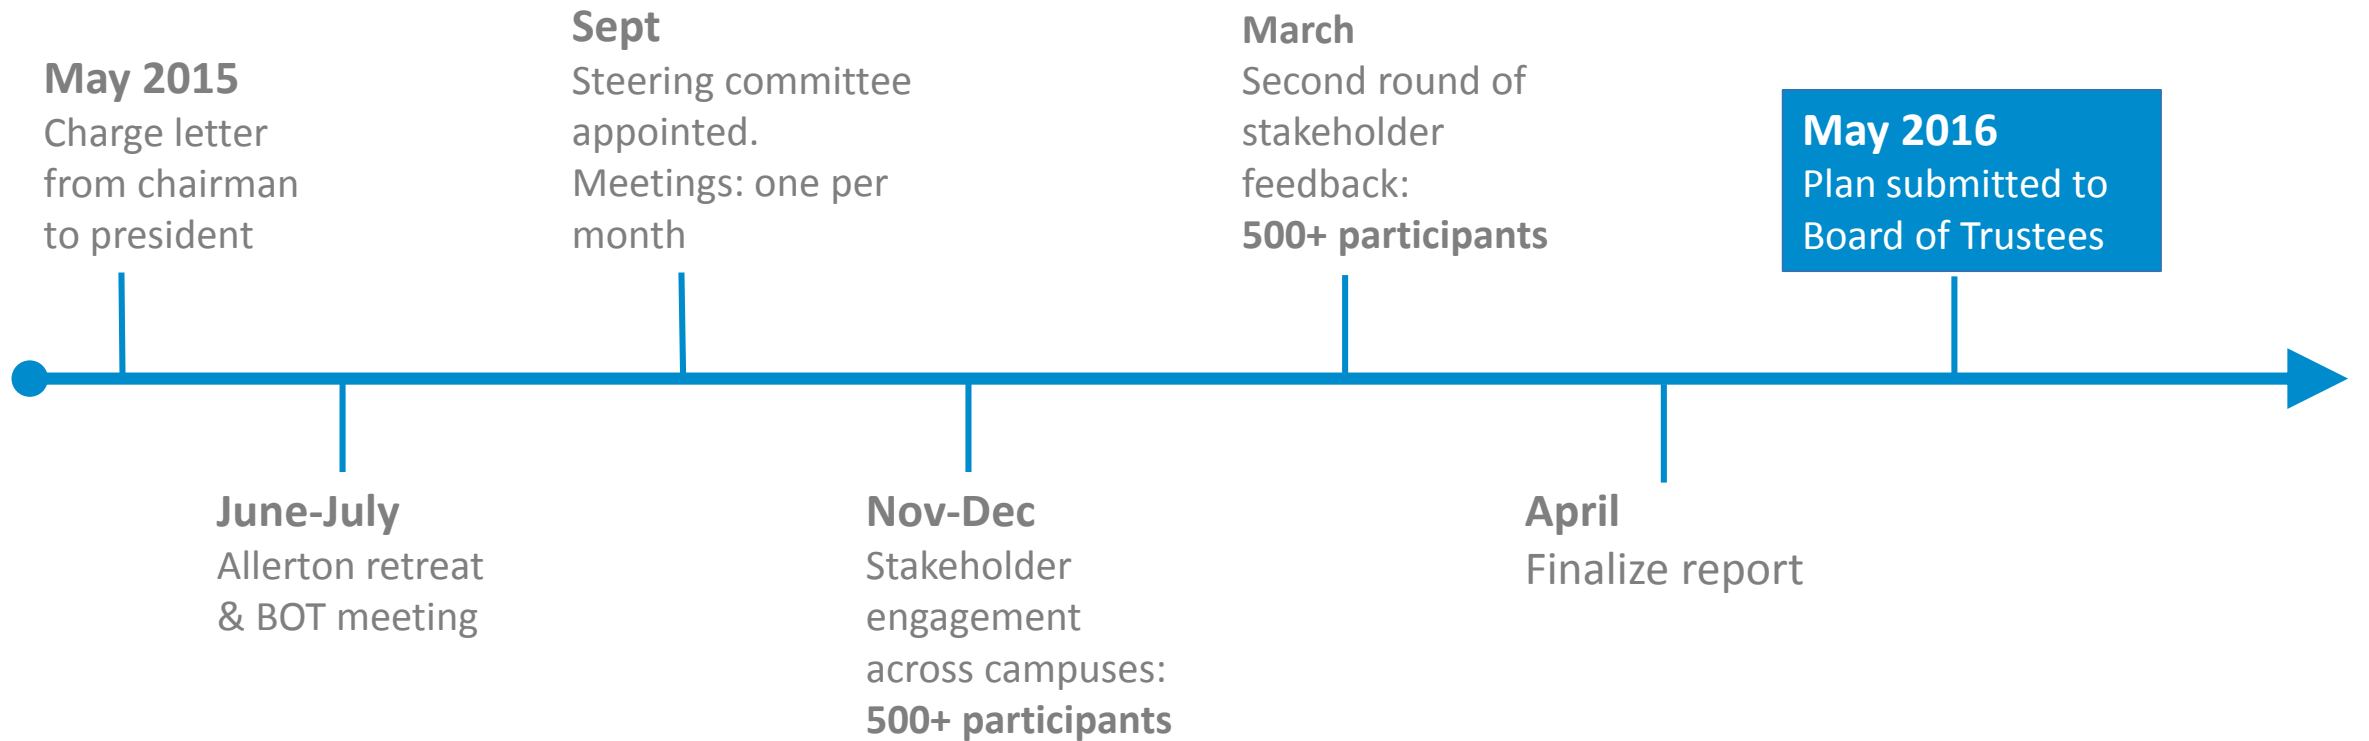 May 2015
Charge letter
from chairman
to president
June-July
Allerton retreat
& BOT meeting
Sept
Steering committee
appointed.
Meetings: one per
month
Nov-Dec
Stakeholder
engagement
across campuses:
500+ participants
March
Second round of
stakeholder
feedback:
500+ participants
April
Finalize report
May 2016
Plan submitted to
Board of Trustees